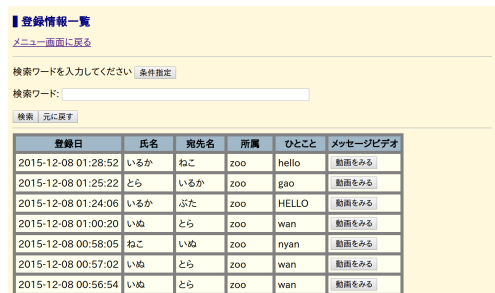 登録情報一覧
メニュー画面に戻る
検索ワードを入力してください 条件指定
検索ワード:
検索 元に戻す
登録日 氏名 宛先名 所属 ひとこと メッセージビデオ
2015-12-08 01:28:52 いるか ねこ zoo hello 動画をみる
2015-12-08 01:25:22 とら いるか zoo gao 動画をみる
2015-12-08 01:24:06 いるか ぶた zoo HELLO 動画をみる
2015-12-08 01:00:20 いぬ とら zoo wan 動画をみる
2015-12-08 00:58:05 ねこ いぬ zoo nyan 動画をみる
2015-12-08 00:57:02 いぬ とら zoo wan 動画をみる
2015-12-08 00:56:54 いぬ とら zoo wan 動画をみる